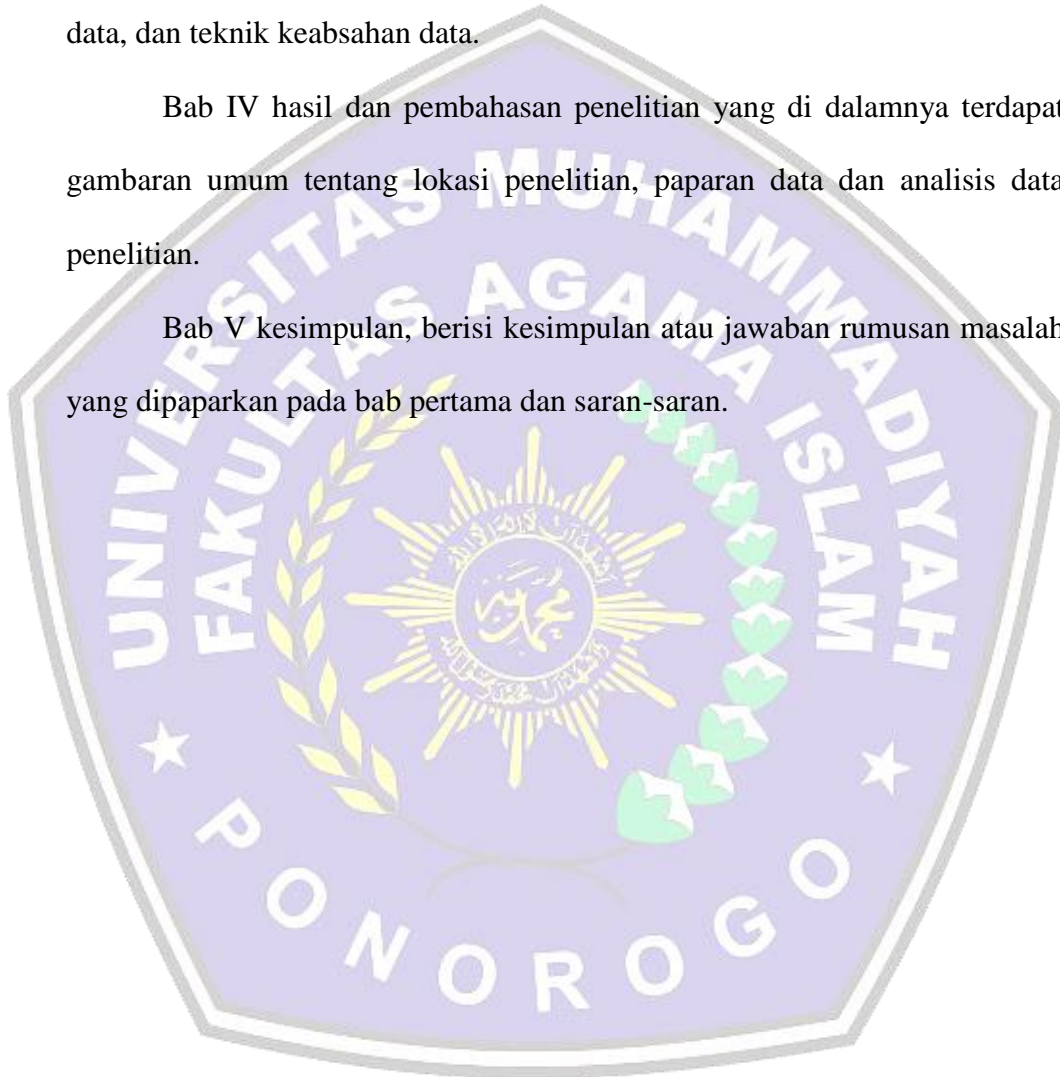 data, dan teknik keabsahan data.
Bab IV hasil dan pembahasan penelitian yang di dalamnya terdapat
gambaran umum tentang lokasi penelitian, paparan data dan analisis data
penelitian.
Bab V kesimpulan, berisi kesimpulan atau jawaban rumusan masalah
yang dipaparkan pada bab pertama dan saran-saran.
UNIVERSITAS MUHAMMADIYAH
FAKULTAS AGAMA ISLAM
PONOROGO